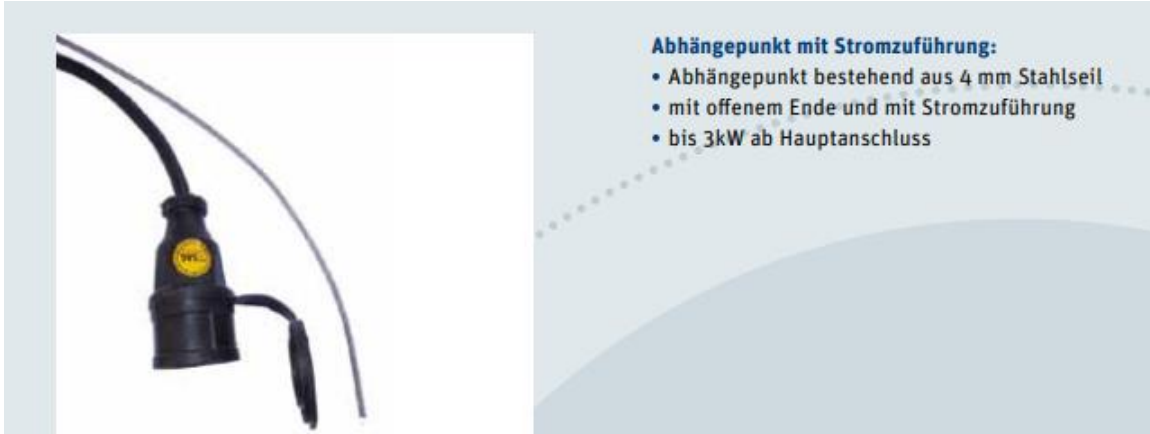 Abhängepunkt mit Stromzuführung:
• Abhängepunkt bestehend aus 4 mm Stahlseil
• mit offenem Ende und mit Stromzuführung
• bis 3kW ab Hauptanschluss